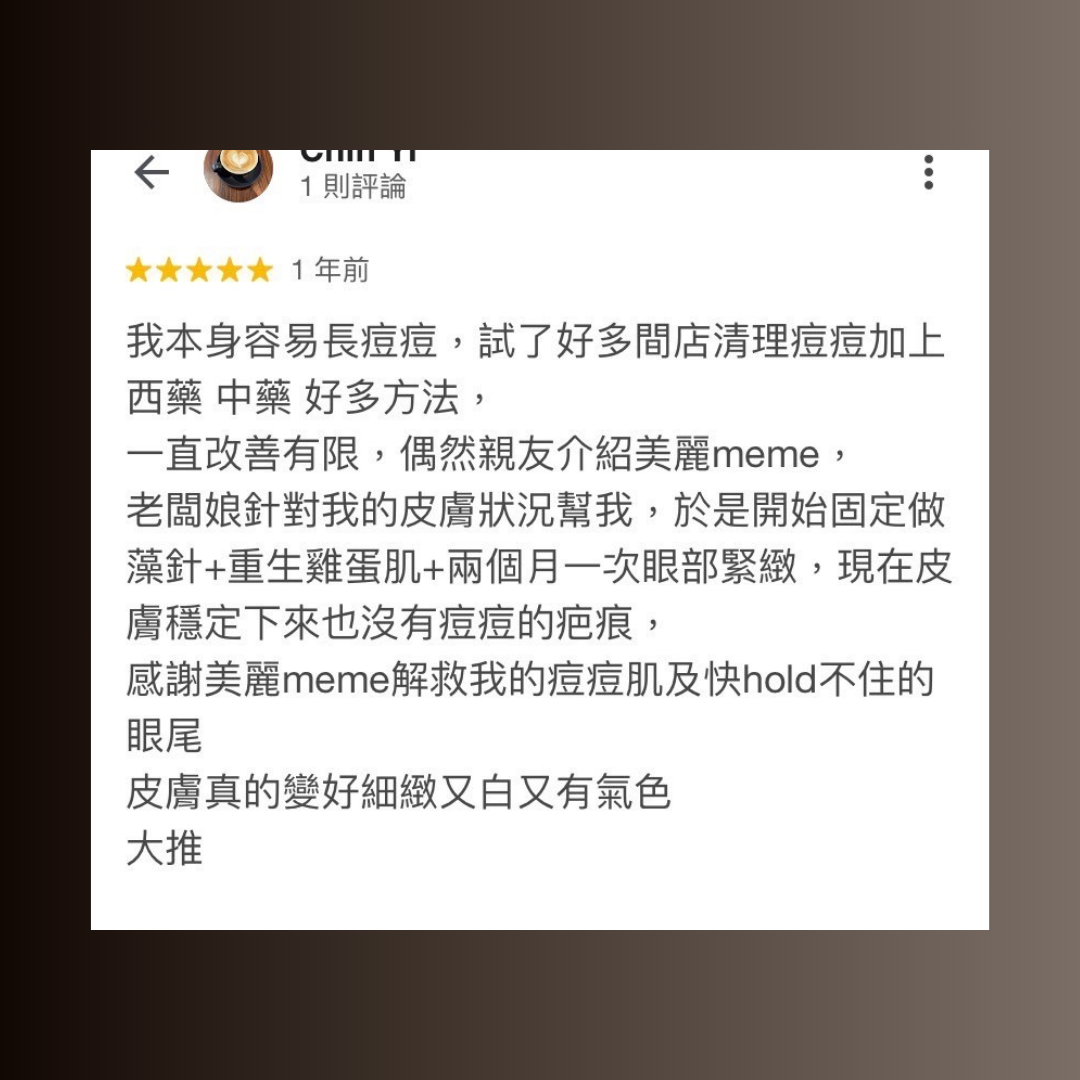 1 則評論
1 年前
我本身容易長痘痘，試了好多間店清理痘痘加上
西藥 中藥 好多方法，
一直改善有限，偶然親友介紹美麗meme，
老闆娘針對我的皮膚狀況幫我，於是開始固定做
藻針+重生雞蛋肌+兩個月一次眼部緊緻，現在皮
膚穩定下來也沒有痘痘的疤痕，
感謝美麗meme解救我的痘痘肌及快hold不住的
眼尾
皮膚真的變好細緻又白又有氣色
大推